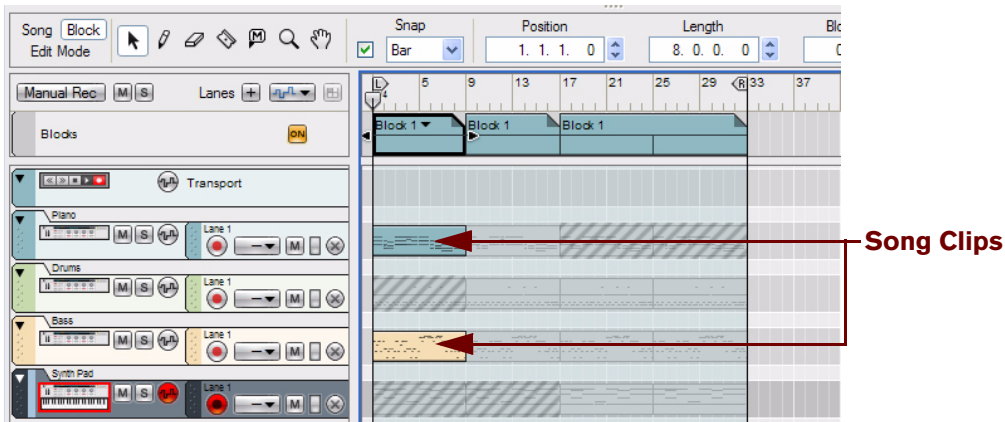 Song Block
Edit Mode
Snap
Bar
Position
1. 1. 1. 0
Length
8. 0. 0. 0
Blo
0
Manual Rec M S Lanes +
L 5 9 13 17 21 25 29 R 33 37
4
Blocks ON
Block 1 Block 1 Block 1
Transport
Piano
M S Lane 1
M
Song Clips
Drums
M S Lane 1
M
Bass
M S Lane 1
M
Synth Pad
M S Lane 1
M